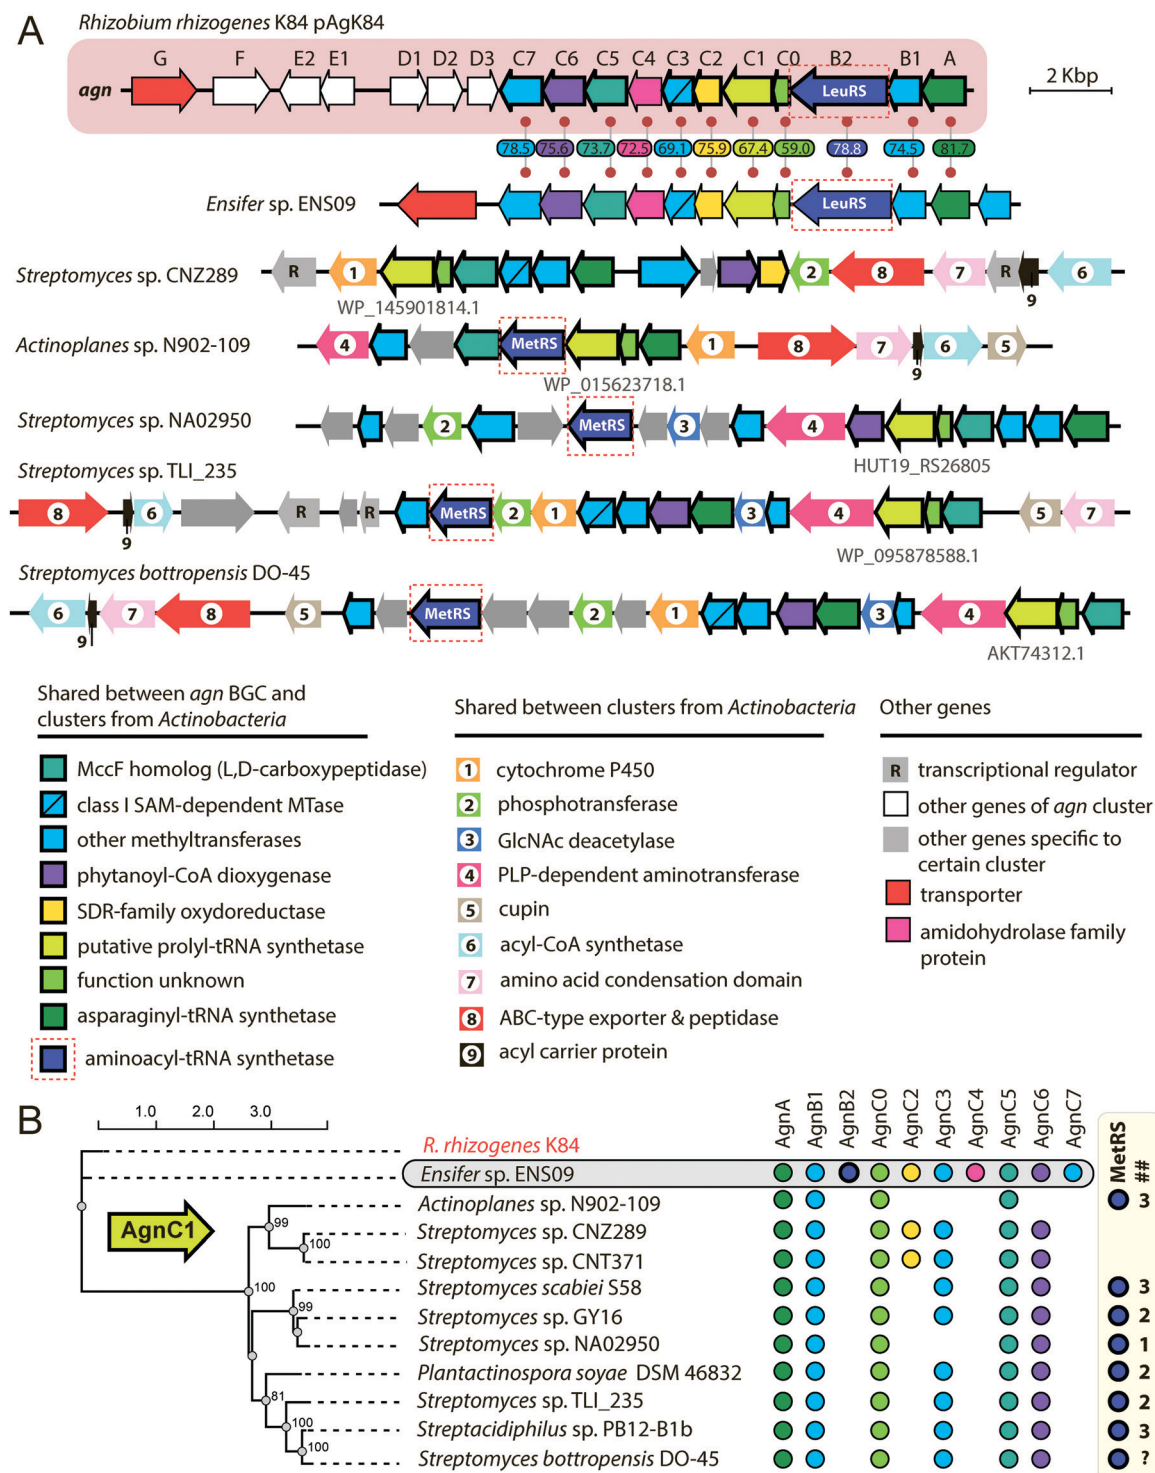 A
Rhizobium rhizogenes K84 pAgK84
G F E2 E1 D1 D2 D3 C7 C6 C5 C4 C3 C2 C1 C0 B2 B1 A
agn LeuRS
2 Kbp
78.5 75.6 73.7 72.5 69.1 75.9 67.4 59.0 78.8 74.5 81.7
Ensifer sp. ENS09 LeuRS
Streptomyces sp. CNZ289 R 1 2 8 7 R 9 6
WP_145901814.1
Actinoplanes sp. N902-109 4 MetRS 1 8 7 9 6 5
WP_015623718.1
Streptomyces sp. NA02950 2 MetRS 3 4
HUT19_RS26805
Streptomyces sp. TLI_235
8 9 6 R R MetRS 2 1 3 4 5 7
WP_095878588.1
Streptomyces bottropensis DO-45
6 9 7 8 5 MetRS 2 1 3 4
AKT74312.1
Shared between agn BGC and
clusters from Actinobacteria
MccF homolog (L,D-carboxypeptidase)
class I SAM-dependent MTase
other methyltransferases
phytanoyl-CoA dioxygenase
SDR-family oxydoreductase
putative prolyl-tRNA synthetase
function unknown
asparaginyl-tRNA synthetase
aminoacyl-tRNA synthetase
Shared between clusters from Actinobacteria
1 cytochrome P450
2 phosphotransferase
3 GlcNAc deacetylase
4 PLP-dependent aminotransferase
5 cupin
6 acyl-CoA synthetase
7 amino acid condensation domain
8 ABC-type exporter & peptidase
9 acyl carrier protein
Other genes
R transcriptional regulator
other genes of agn cluster
other genes specific to
certain cluster
transporter
amidohydrolase family
protein
B
1.0 2.0 3.0
AgnA AgnB1 AgnB2 AgnC0 AgnC2 AgnC3 AgnC4 AgnC5 AgnC6 AgnC7 MetRS ##
R. rhizogenes K84
Ensifer sp. ENS09
Actinoplanes sp. N902-109 3
AgnC1
99
Streptomyces sp. CNZ289
100
Streptomyces sp. CNT371
100
Streptomyces scabiei S58 3
99
Streptomyces sp. GY16 2
Streptomyces sp. NA02950 1
Plantactinospora soyae DSM 46832 2
81
Streptomyces sp. TLI_235 2
100
Streptacidiphilus sp. PB12-B1b 3
100
Streptomyces bottropensis DO-45 ?